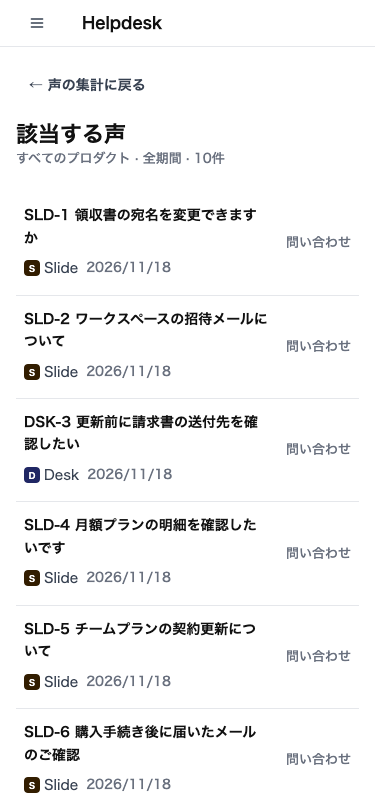 Helpdesk
← 声の集計に戻る
該当する声
すべてのプロダクト · 全期間 · 10件
SLD-1 領収書の宛名を変更できます
か
問い合わせ
S Slide 2026/11/18
SLD-2 ワークスペースの招待メールに
ついて
問い合わせ
S Slide 2026/11/18
DSK-3 更新前に請求書の送付先を確
認したい
問い合わせ
D Desk 2026/11/18
SLD-4 月額プランの明細を確認した
いです
問い合わせ
S Slide 2026/11/18
SLD-5 チームプランの契約更新につ
いて
問い合わせ
S Slide 2026/11/18
SLD-6 購入手続き後に届いたメール
のご確認
問い合わせ
S Slide 2026/11/18